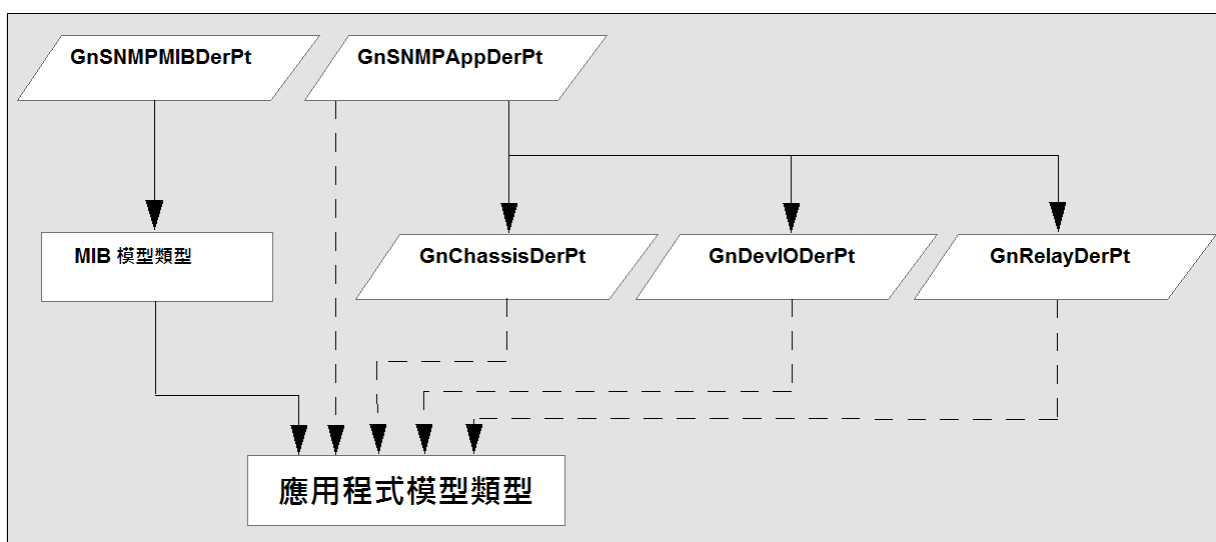 GnSNMPMIBDerPt
GnSNMPAppDerPt
MIB 模型類型
GnChassisDerPt
GnDevIODerPt
GnRelayDerPt
應用程式模型類型